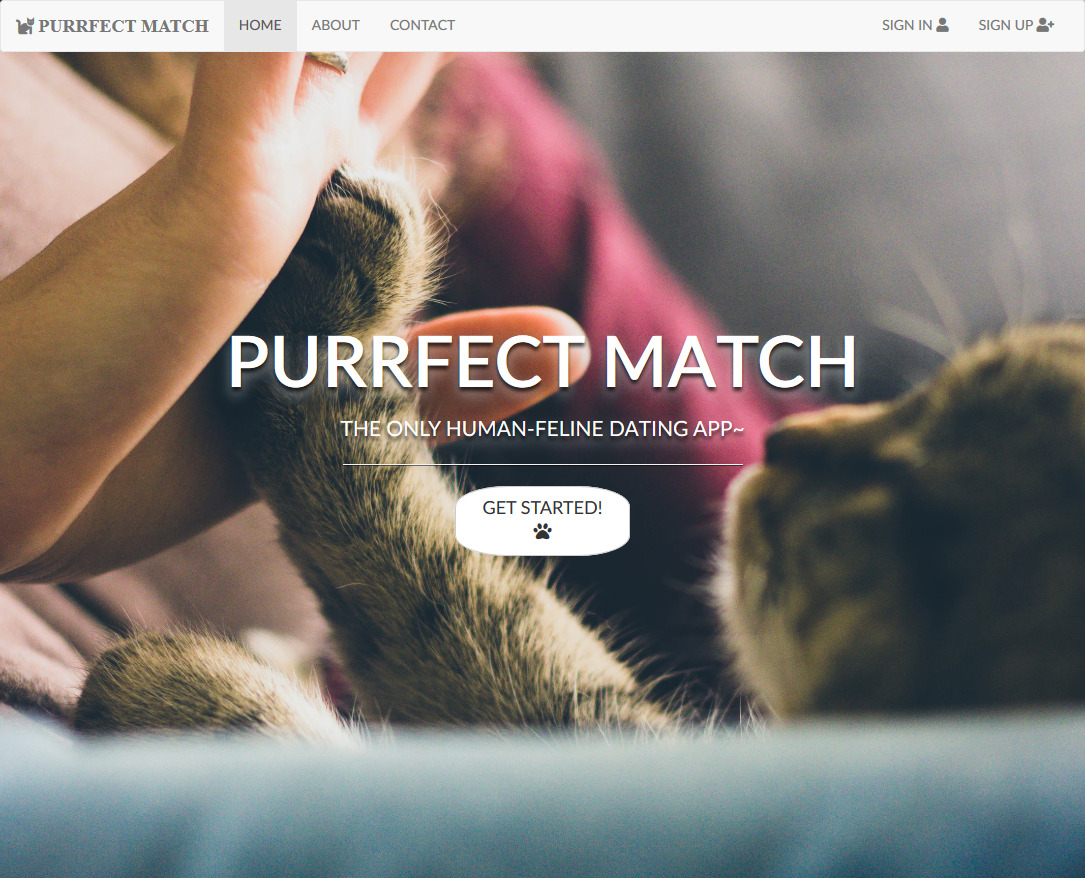 PURRFECT MATCH
HOME
ABOUT
CONTACT
SIGN IN
SIGN UP
PURRFECT MATCH
THE ONLY HUMAN-FELINE DATING APP~
GET STARTED!